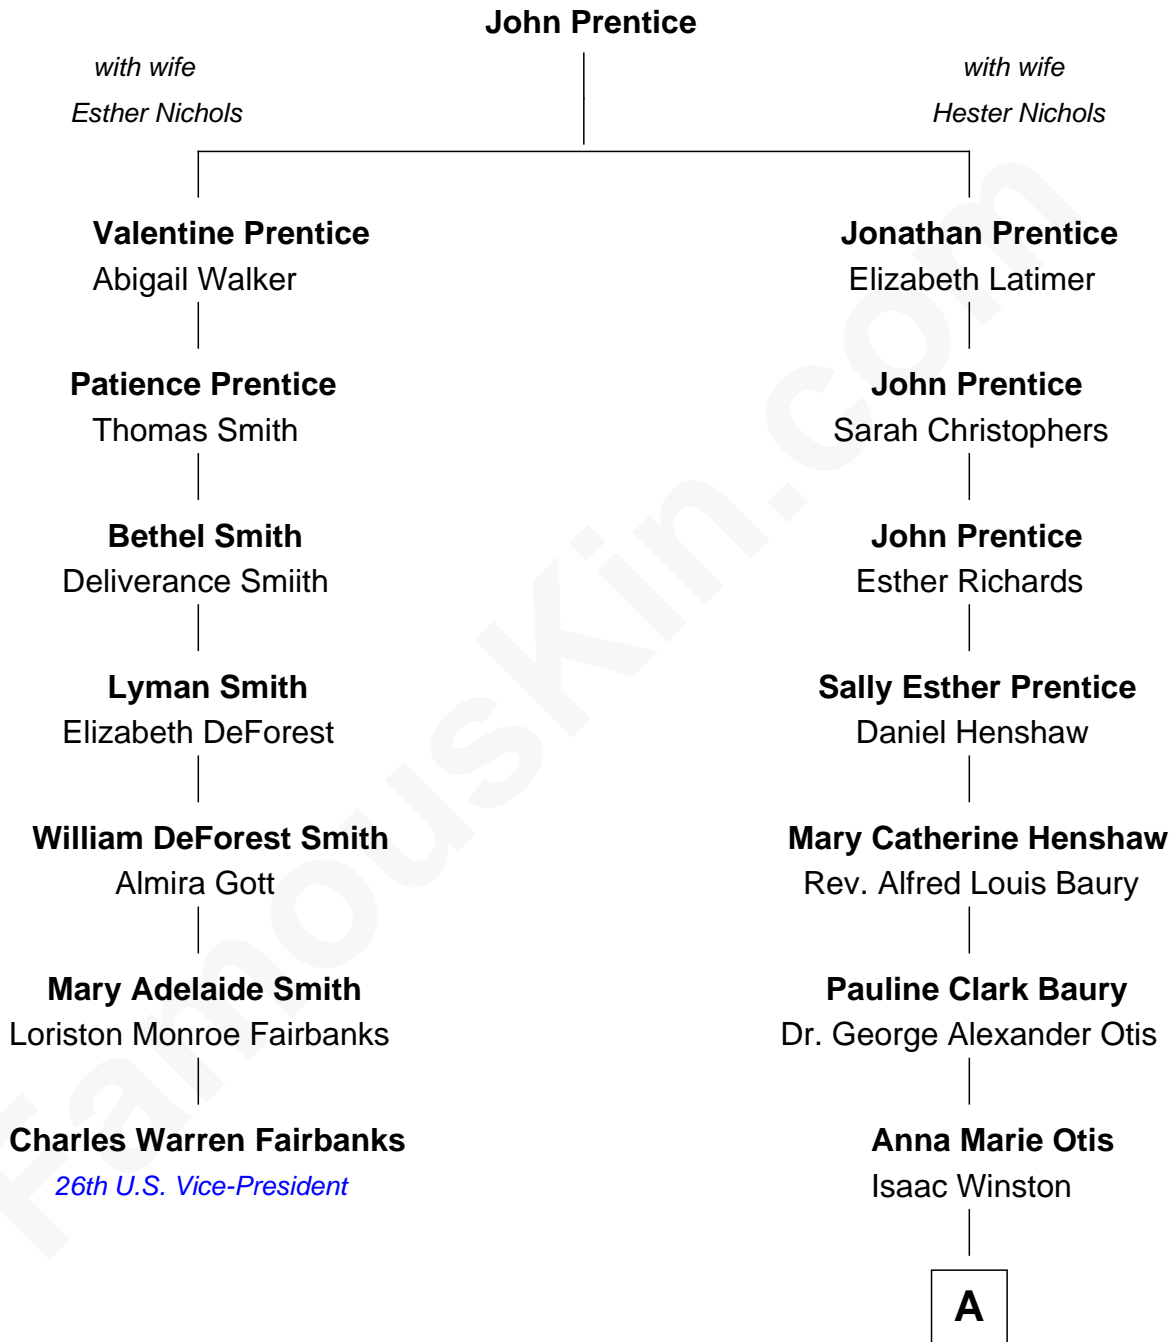 John Prentice
with wife
Esther Nichols
with wife
Hester Nichols
Valentine Prentice
Abigail Walker
Jonathan Prentice
Elizabeth Latimer
Patience Prentice
Thomas Smith
John Prentice
Sarah Christophers
Bethel Smith
Deliverance Smiith
John Prentice
Esther Richards
Lyman Smith
Elizabeth DeForest
Sally Esther Prentice
Daniel Henshaw
William DeForest Smith
Almira Gott
Mary Catherine Henshaw
Rev. Alfred Louis Baury
Mary Adelaide Smith
Loriston Monroe Fairbanks
Pauline Clark Baury
Dr. George Alexander Otis
Charles Warren Fairbanks
26th U.S. Vice-President
Anna Marie Otis
Isaac Winston
A
FamousKin.com